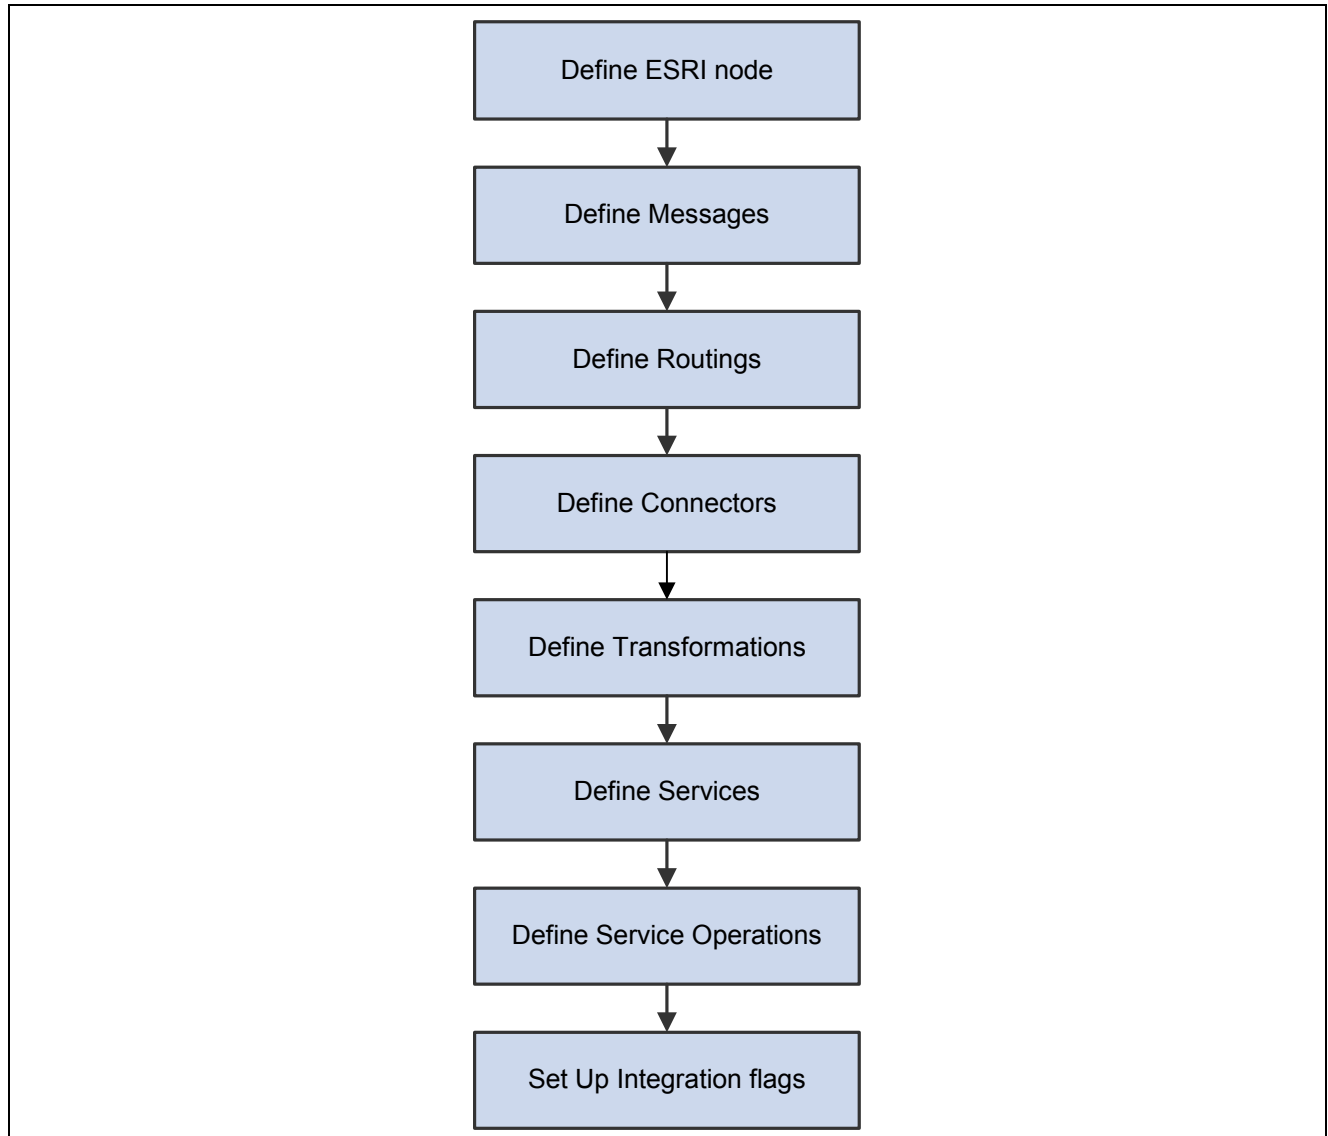 Define ESRI node
Define Messages
Define Routings
Define Connectors
Define Transformations
Define Services
Define Service Operations
Set Up Integration flags